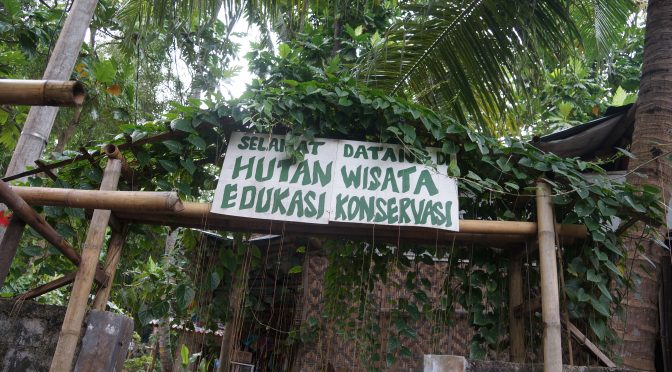 SELAMAT DATANG DI
HUTAN WISATA
EDUKASI KONSERVASI